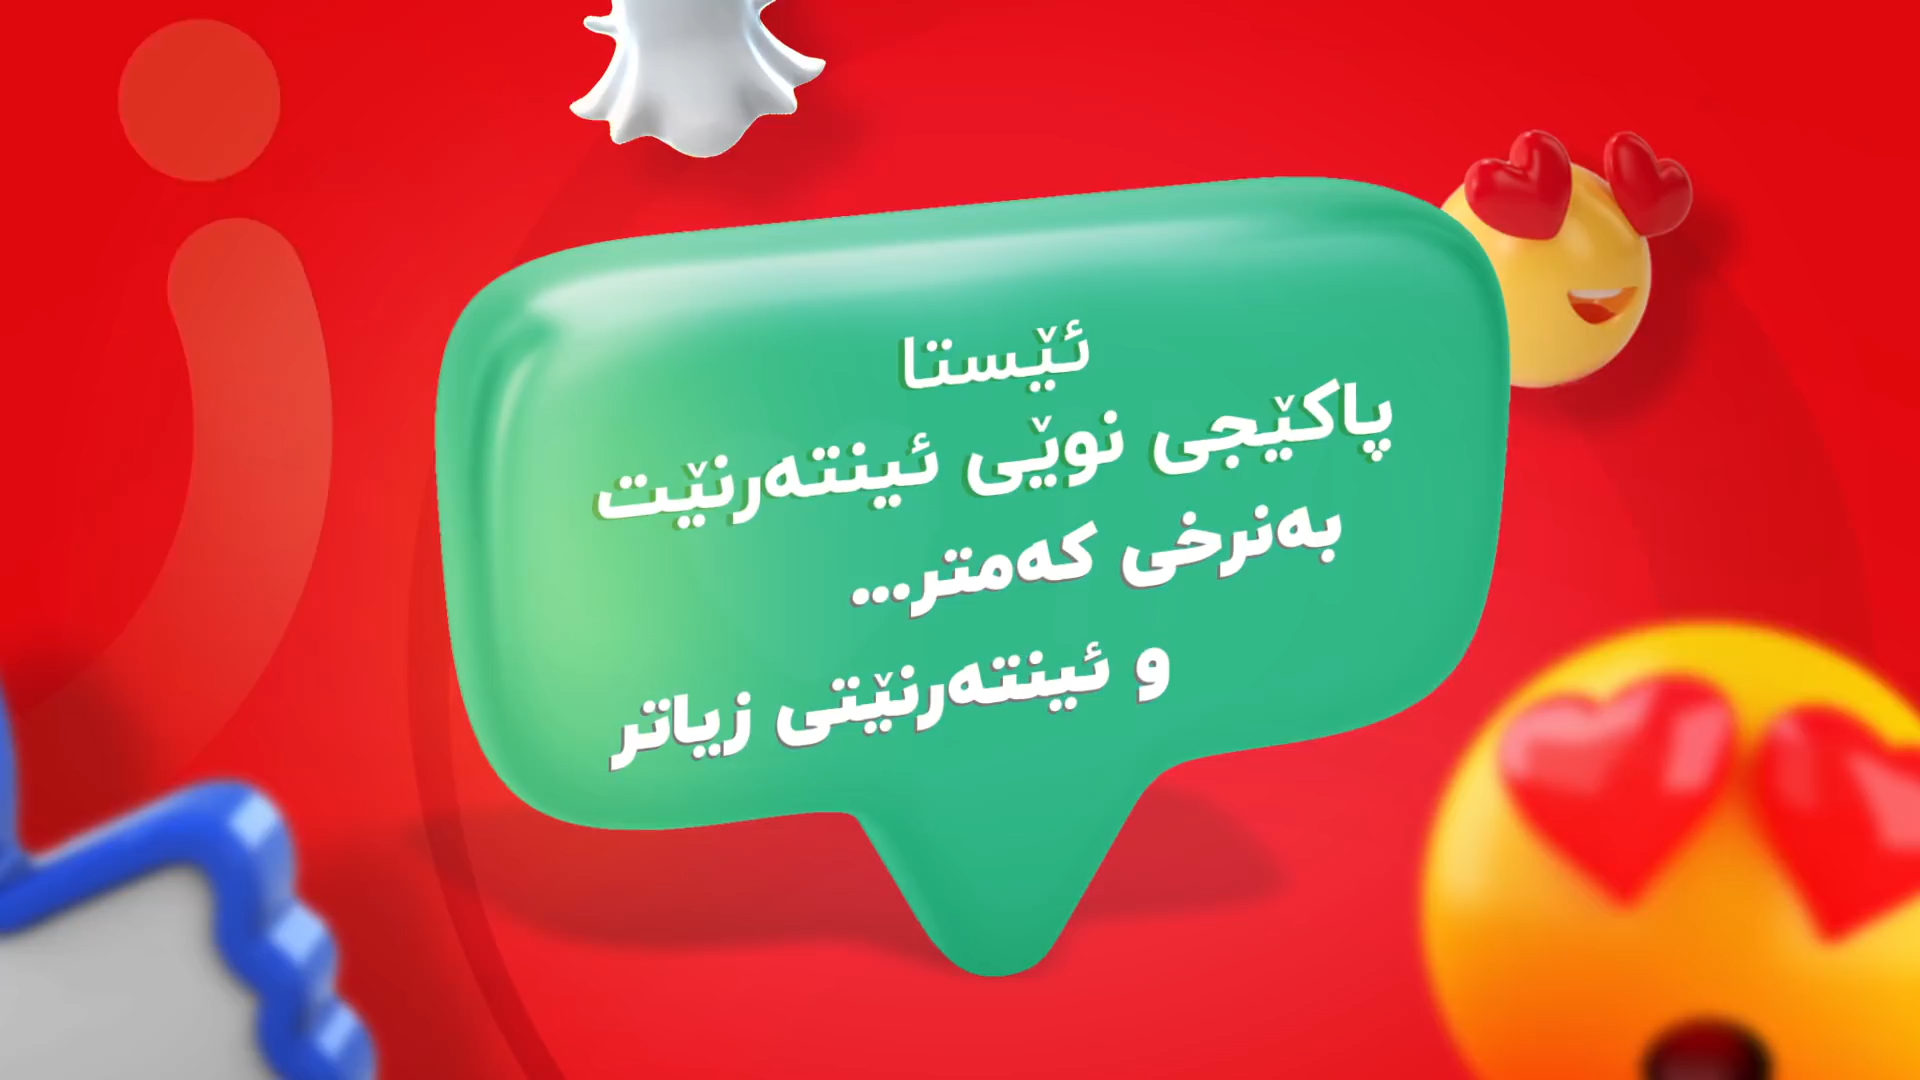 ئێستا
پاکێجی نوێی ئینتەرنێت
بەنرخی کەمتر...
و ئینتەرنێتی زیاتر